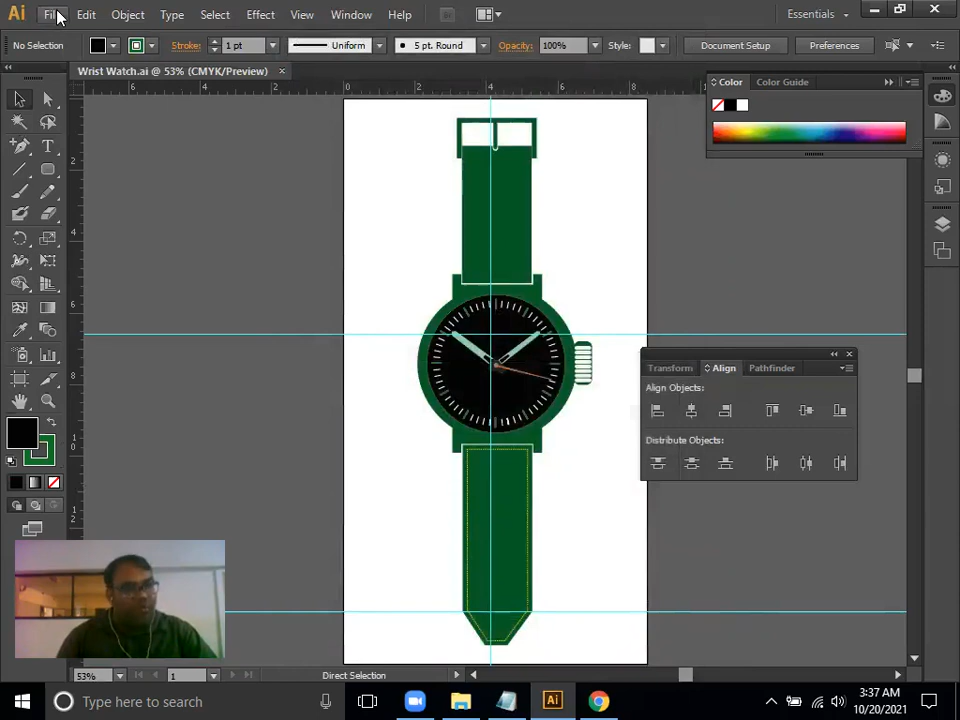 Ai File Edit Object Type Select Effect View Window Help Br Essentials
No Selection Stroke: 1 pt Uniform 5 pt. Round Opacity: 100% Style: Document Setup Preferences
Wrist Watch.ai @ 53% (CMYK/Preview)
Color Color Guide
Transform Align Pathfinder
Align Objects:
Distribute Objects:
53% 1 Direct Selection
Type here to search
Ai
3:37 AM
10/20/2021